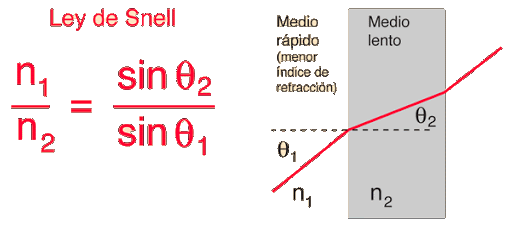 Ley de Snell
n₁/n₂ = sin θ₂/sin θ₁
Medio
rápido
(menor
índice de
refracción)
Medio
lento
θ₁
θ₂
n₁
n₂